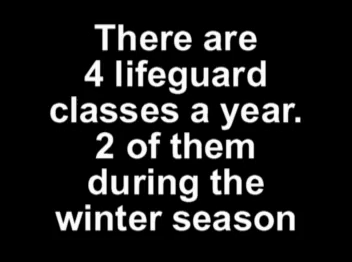 There are
4 lifeguard
classes a year.
2 of them
during the
winter season